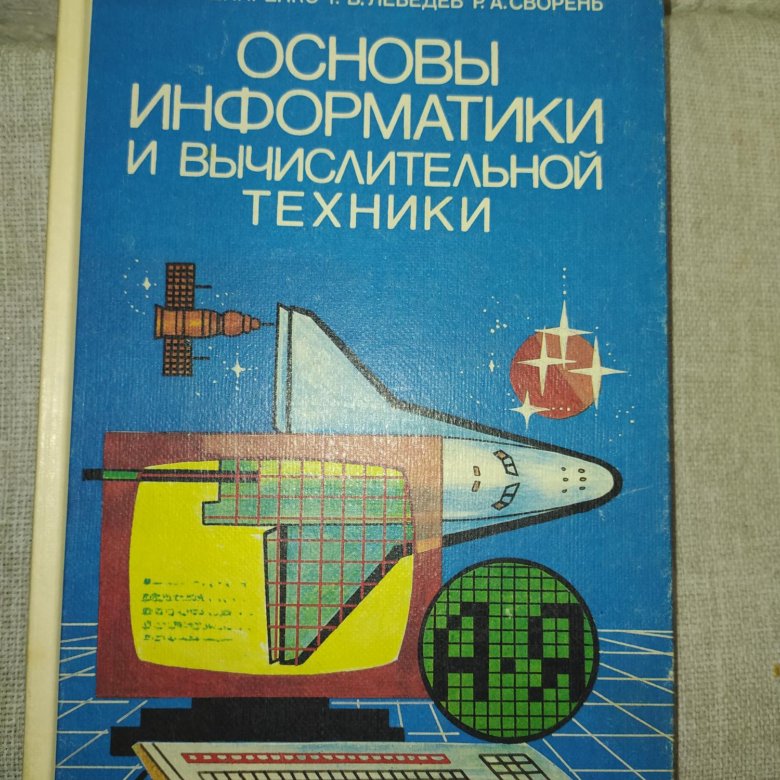 Г. В. ЛЕБЕДЕВ Р. А. СВОРЕНЬ
ОСНОВЫ
ИНФОРМАТИКИ
И ВЫЧИСЛИТЕЛЬНОЙ
ТЕХНИКИ
А-Я